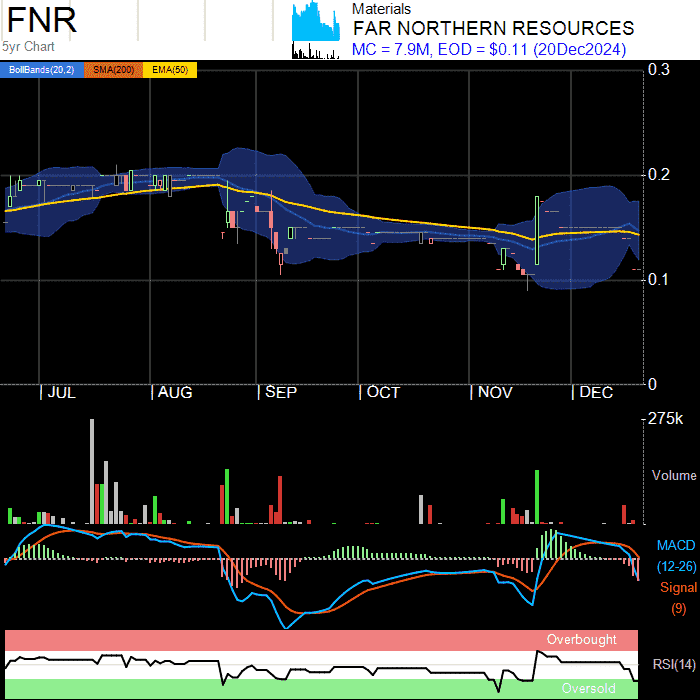 FNR
5yr Chart
Materials
FAR NORTHERN RESOURCES
MC = 7.9M, EOD = $0.11 (20Dec2024)
BollBands(20,2) SMA(200) EMA(50)
0.3
0.2
0.1
0
JUL AUG SEP OCT NOV DEC
275k
Volume
MACD
(12-26)
Signal
(9)
Overbought
RSI(14)
Oversold